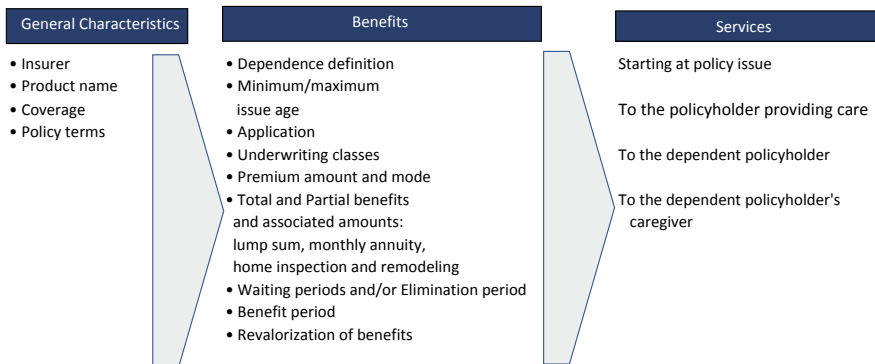 General Characteristics
• Insurer
• Product name
• Coverage
• Policy terms
Benefits
• Dependence definition
• Minimum/maximum
issue age
• Application
• Underwriting classes
• Premium amount and mode
• Total and Partial benefits
and associated amounts:
lump sum, monthly annuity,
home inspection and remodeling
• Waiting periods and/or Elimination period
• Benefit period
• Revalorization of benefits
Services
Starting at policy issue
To the policyholder providing care
To the dependent policyholder
To the dependent policyholder's
caregiver